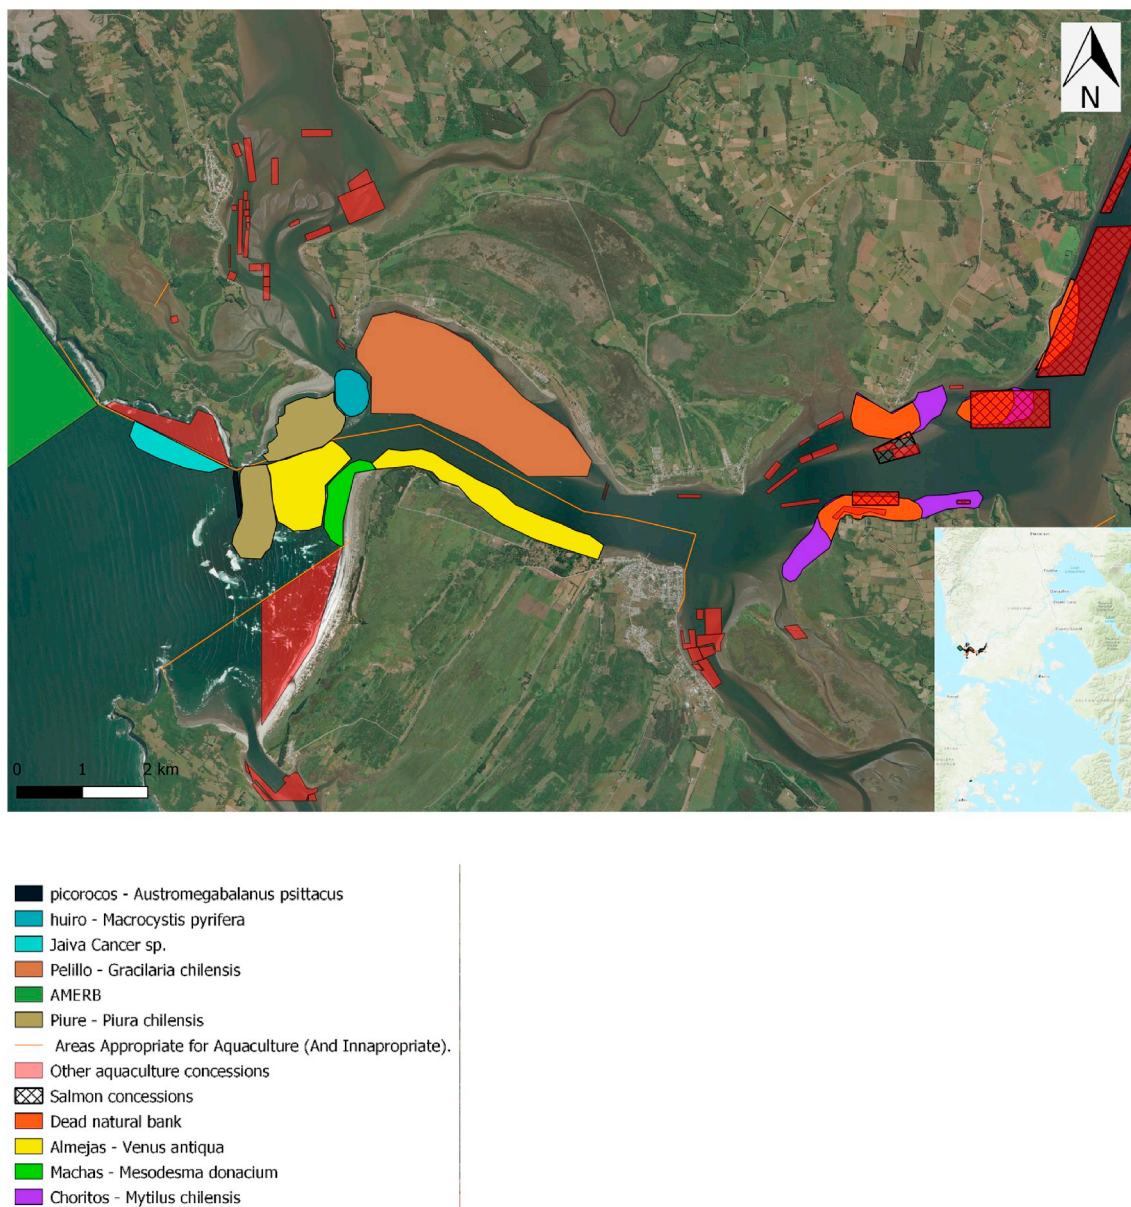 N
0 1 2 km
picorocos - Austromegabalanus psittacus
huiro - Macrocystis pyrifera
Jaiva Cancer sp.
Pelillo - Gracilaria chilensis
AMERB
Piure - Piura chilensis
Areas Appropriate for Aquaculture (And Innapropriate).
Other aquaculture concessions
Salmon concessions
Dead natural bank
Almejas - Venus antiqua
Machas - Mesodesma donacium
Choritos - Mytilus chilensis